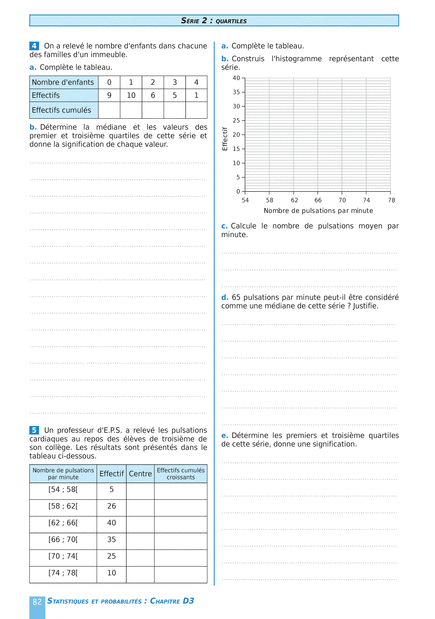 SÉRIE 2 : QUARTILES
4 On a relevé le nombre d'enfants dans chacune
des familles d'un immeuble.
a. Complète le tableau.
Nombre d'enfants 0 1 2 3 4
Effectifs 9 10 6 5 1
Effectifs cumulés
b. Détermine la médiane et les valeurs des
premier et troisième quartiles de cette série et
donne la signification de chaque valeur.
5 Un professeur d'E.P.S. a relevé les pulsations
cardiaques au repos des élèves de troisième de
son collège. Les résultats sont présentés dans le
tableau ci-dessous.
Nombre de pulsations
par minute
Effectif
Centre
Effectifs cumulés
croissants
[54 ; 58[ 5
[58 ; 62[ 26
[62 ; 66[ 40
[66 ; 70[ 35
[70 ; 74[ 25
[74 ; 78[ 10
a. Complète le tableau.
b. Construis l'histogramme représentant cette
série.
Effectif
40
35
30
25
20
15
10
5
0
54 58 62 66 70 74 78
Nombre de pulsations par minute
c. Calcule le nombre de pulsations moyen par
minute.
d. 65 pulsations par minute peut-il être considéré
comme une médiane de cette série ? Justifie.
e. Détermine les premiers et troisième quartiles
de cette série, donne une signification.
82 STATISTIQUES ET PROBABILITÉS : CHAPITRE D3